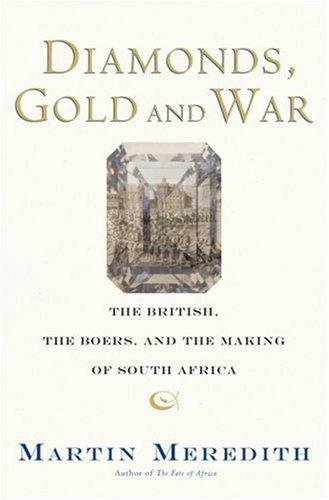 DIAMONDS,
GOLD AND WAR
THE BRITISH,
THE BOERS, AND THE MAKING
OF SOUTH AFRICA
MARTIN MEREDITH
Author of The Fate of Africa